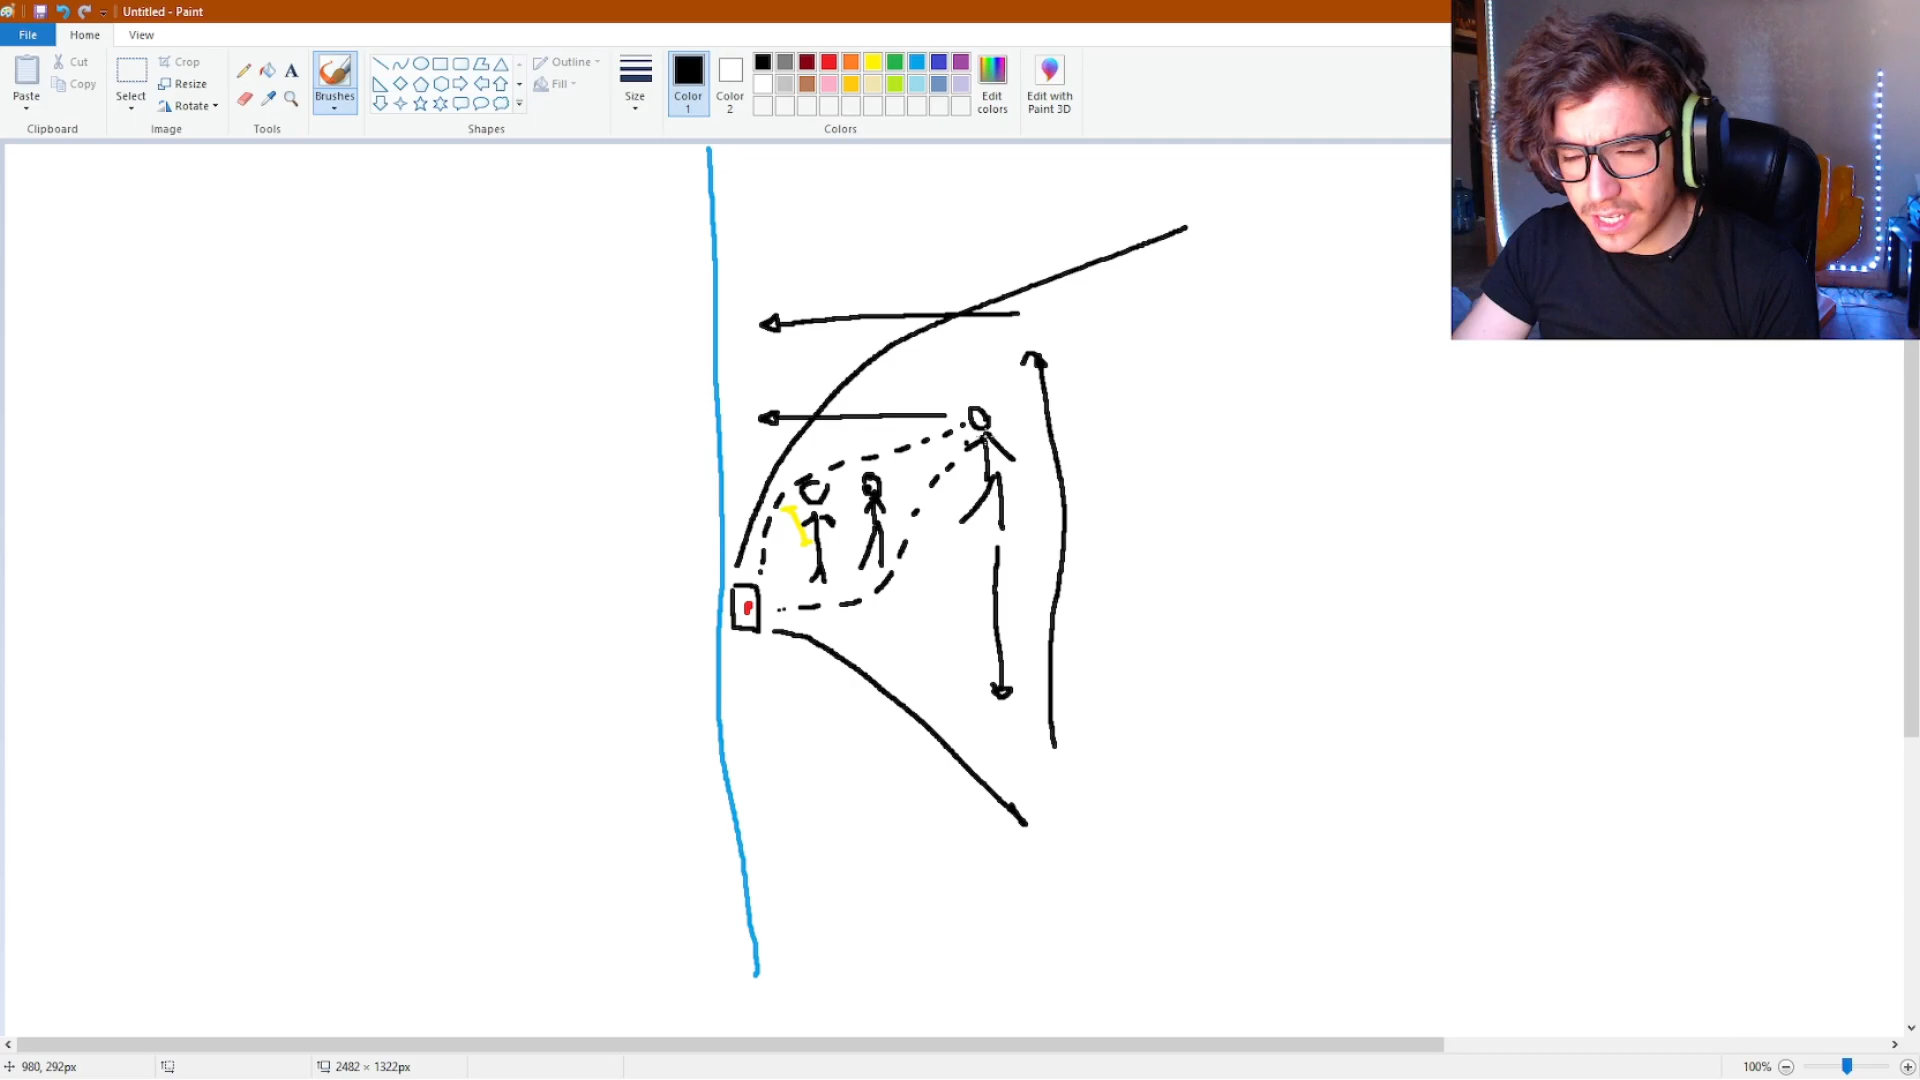 Untitled - Paint
File Home View
Paste
Cut
Copy
Clipboard
Select
Crop
Resize
Rotate
Image
Tools
Brushes
Shapes
Outline
Fill
Size
Color 1
Color 2
Colors
Edit colors
Edit with Paint 3D
980, 292px
2482 × 1322px
100%